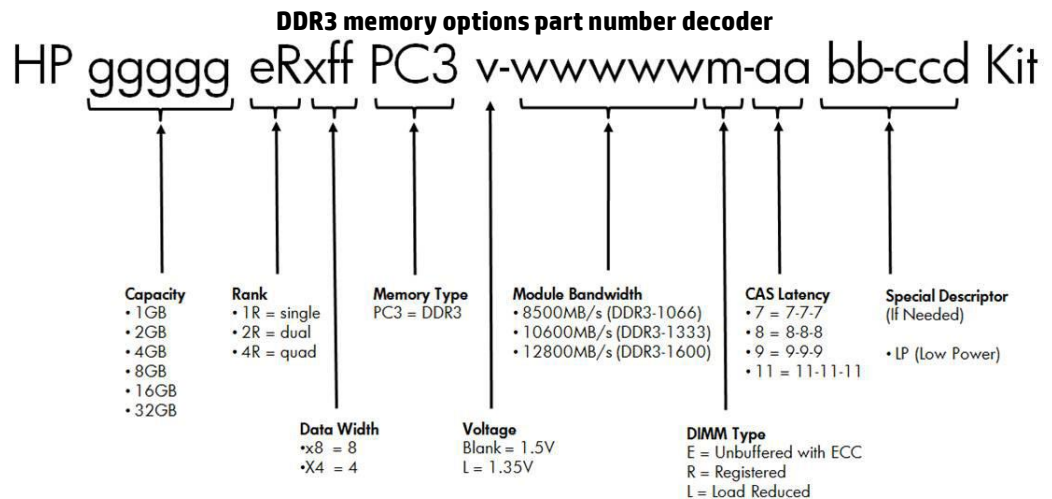 DDR3 memory options part number decoder
HP ggggg eRxff PC3 v-wwwwwm-aa bb-ccd Kit
Capacity
• 1GB
• 2GB
• 4GB
• 8GB
• 16GB
• 32GB
Rank
• 1R = single
• 2R = dual
• 4R = quad
Memory Type
PC3 = DDR3
Module Bandwidth
• 8500MB/s (DDR3-1066)
• 10600MB/s (DDR3-1333)
• 12800MB/s (DDR3-1600)
CAS Latency
• 7 = 7-7-7
• 8 = 8-8-8
• 9 = 9-9-9
• 11 = 11-11-11
Special Descriptor
(If Needed)
• LP (Low Power)
Data Width
•x8 = 8
•X4 = 4
Voltage
Blank = 1.5V
L = 1.35V
DIMM Type
E = Unbuffered with ECC
R = Registered
L = Load Reduced